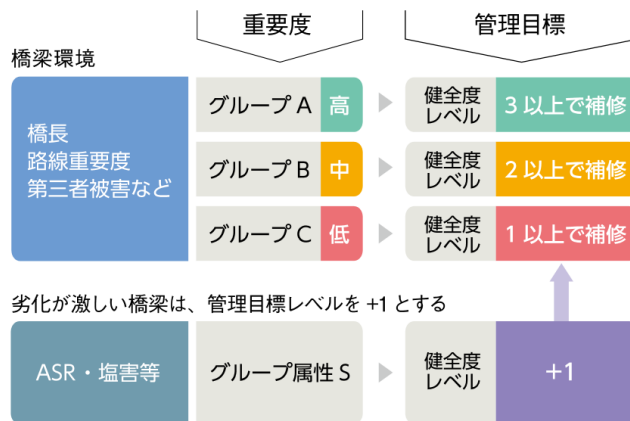 重要度
管理目標
橋梁環境
橋長
路線重要度
第三者被害など
グループ A 高
健全度
レベル
3 以上で補修
グループ B 中
健全度
レベル
2 以上で補修
グループ C 低
健全度
レベル
1 以上で補修
劣化が激しい橋梁は、管理目標レベルを +1 とする
ASR・塩害等
グループ属性 S
健全度
レベル
+1